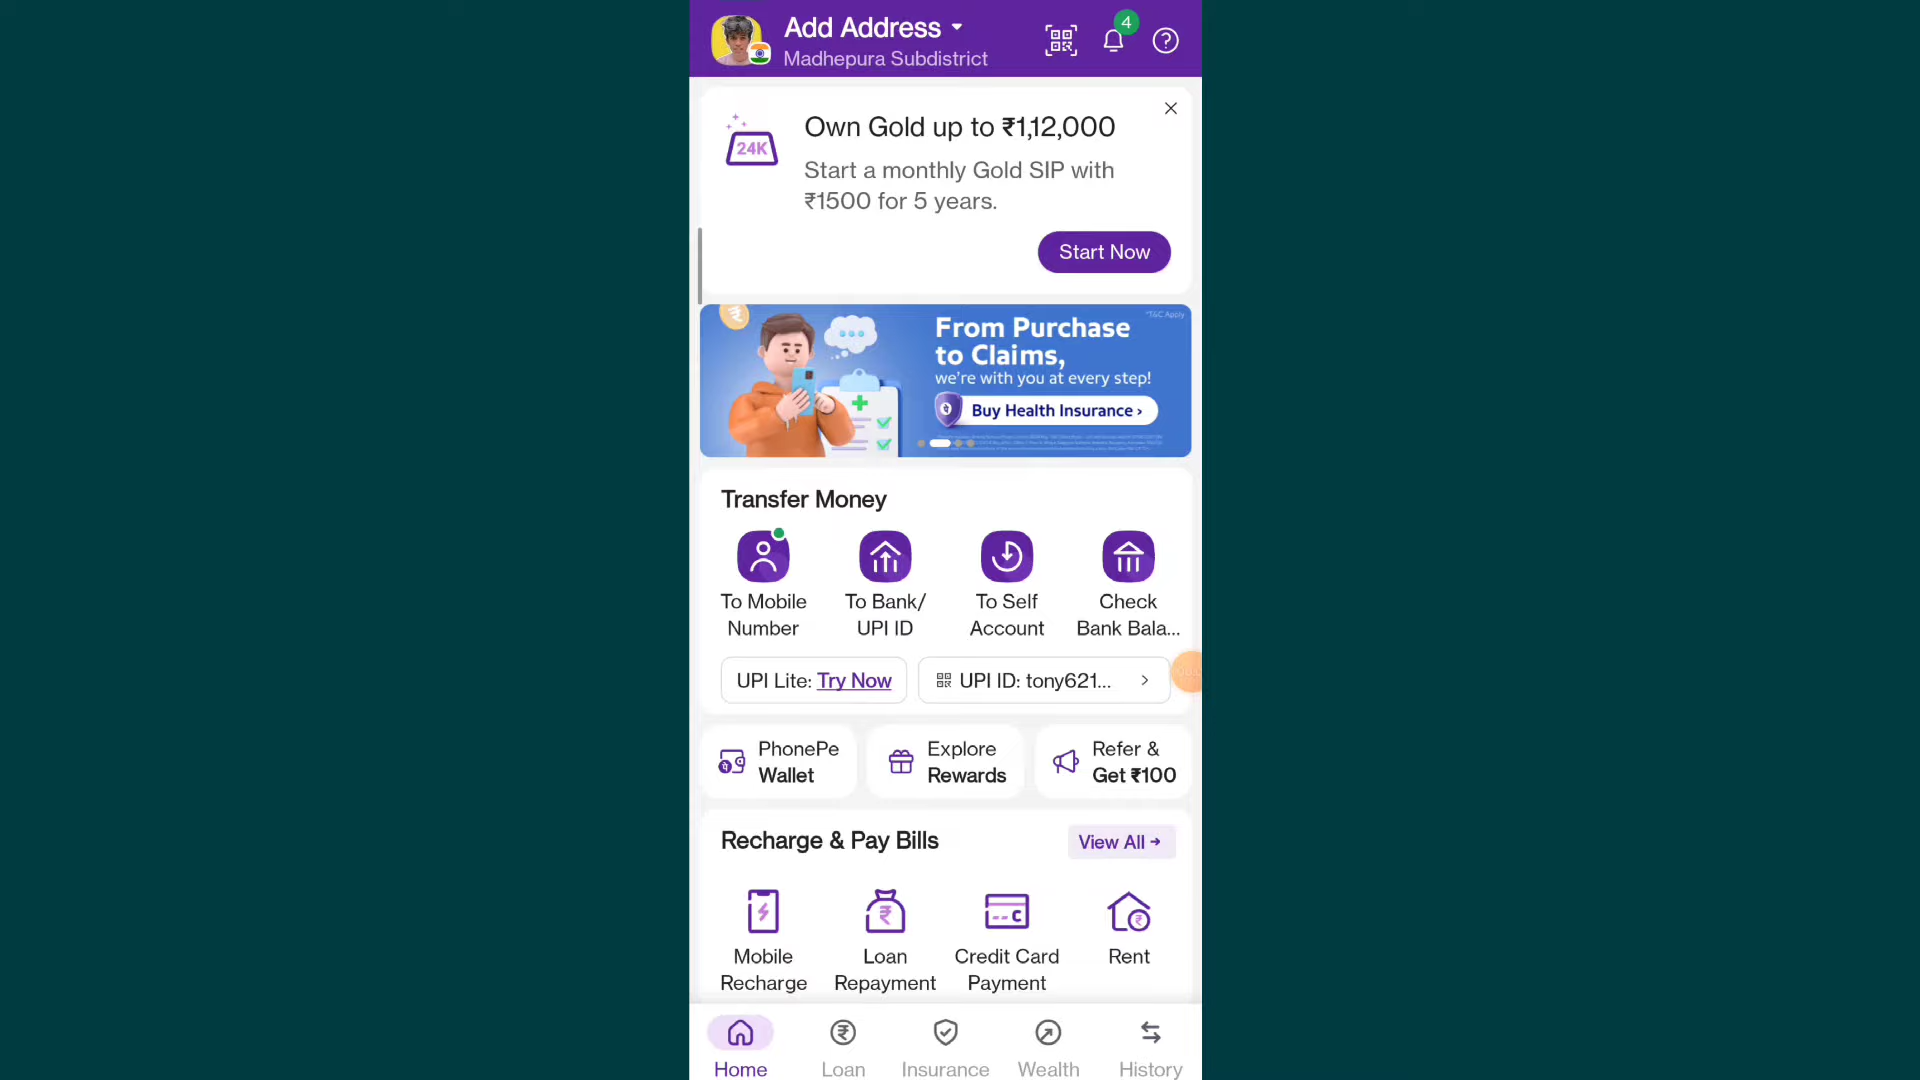 Add Address
Madhepura Subdistrict
4
24K
Own Gold up to ₹1,12,000
Start a monthly Gold SIP with
₹1500 for 5 years.
Start Now
*T&C Apply
From Purchase
to Claims,
we're with you at every step!
Buy Health Insurance ›
Transfer Money
To Mobile
Number
To Bank/
UPI ID
To Self
Account
Check
Bank Bala...
UPI Lite: Try Now
UPI ID: tony621...
PhonePe
Wallet
Explore
Rewards
Refer &
Get ₹100
Recharge & Pay Bills
View All
Mobile
Recharge
Loan
Repayment
Credit Card
Payment
Rent
Home
Loan
Insurance
Wealth
History